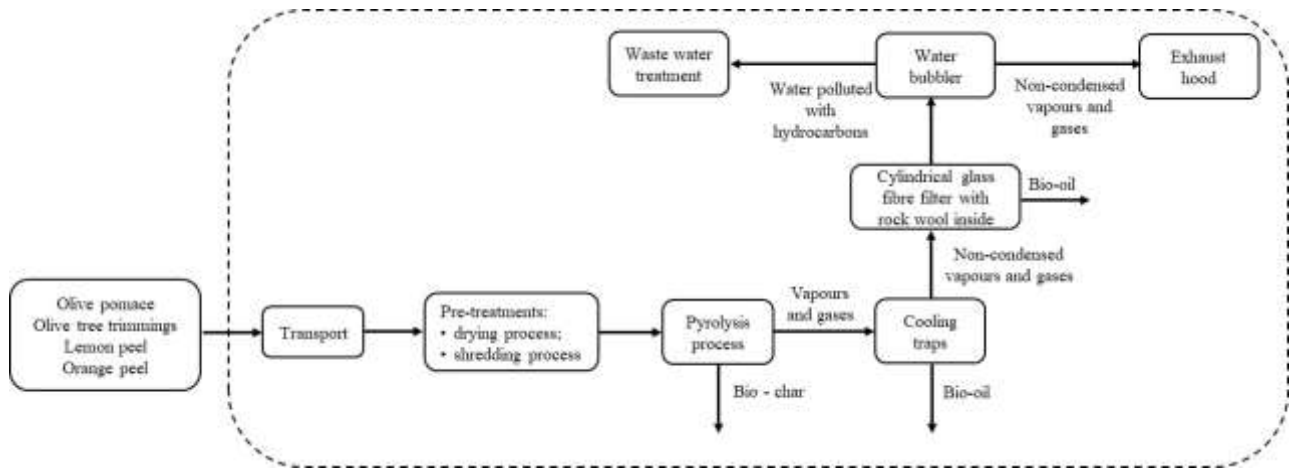 Waste water
treatment
Water
bubbler
Exhaust
hood
Water polluted
with
hydrocarbons
Non-condensed
vapours and
gases
Cylindrical glass
fibre filter with
rock wool inside
Bio-oil
Non-condensed
vapours and gases
Olive pomace
Olive tree trimmings
Lemon peel
Orange peel
Transport
Pre-treatments:
• drying process;
• shredding process
Pyrolysis
process
Vapours
and gases
Cooling
traps
Bio - char
Bio-oil